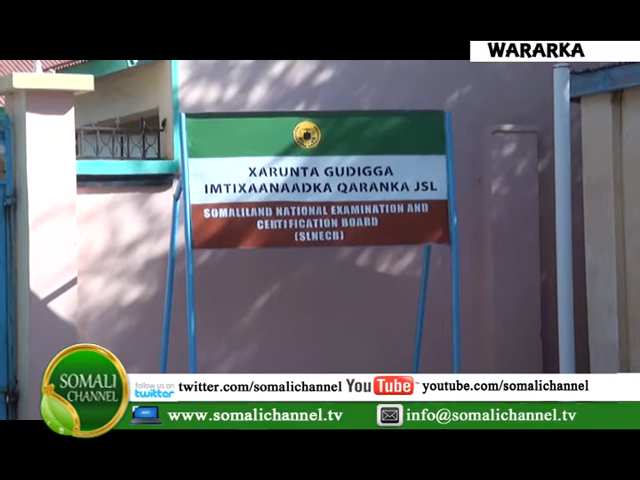 WARARKA
XARUNTA GUDIGGA
IMTIXAANAADKA QARANKA JSL
SOMALILAND NATIONAL EXAMINATION AND
CERTIFICATION BOARD
(SLNECB)
SOMALI
CHANNEL
follow us on
twitter
twitter.com/somalichannel
YouTube
youtube.com/somalichannel
www.somalichannel.tv
info@somalichannel.tv